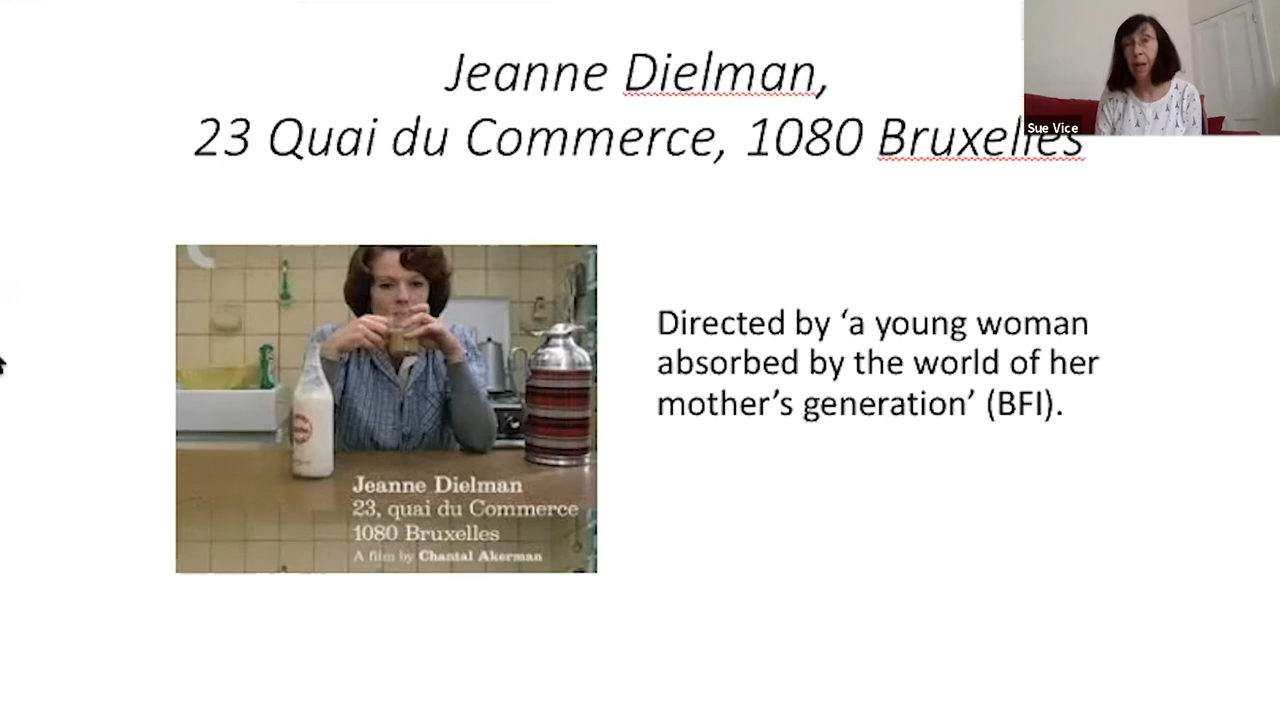 Jeanne Dielman,
23 Quai du Commerce, 1080 Bruxelles
Sue Vice
Directed by ‘a young woman
absorbed by the world of her
mother’s generation’ (BFI).
Jeanne Dielman
23, quai du Commerce
1080 Bruxelles
A film by Chantal Akerman